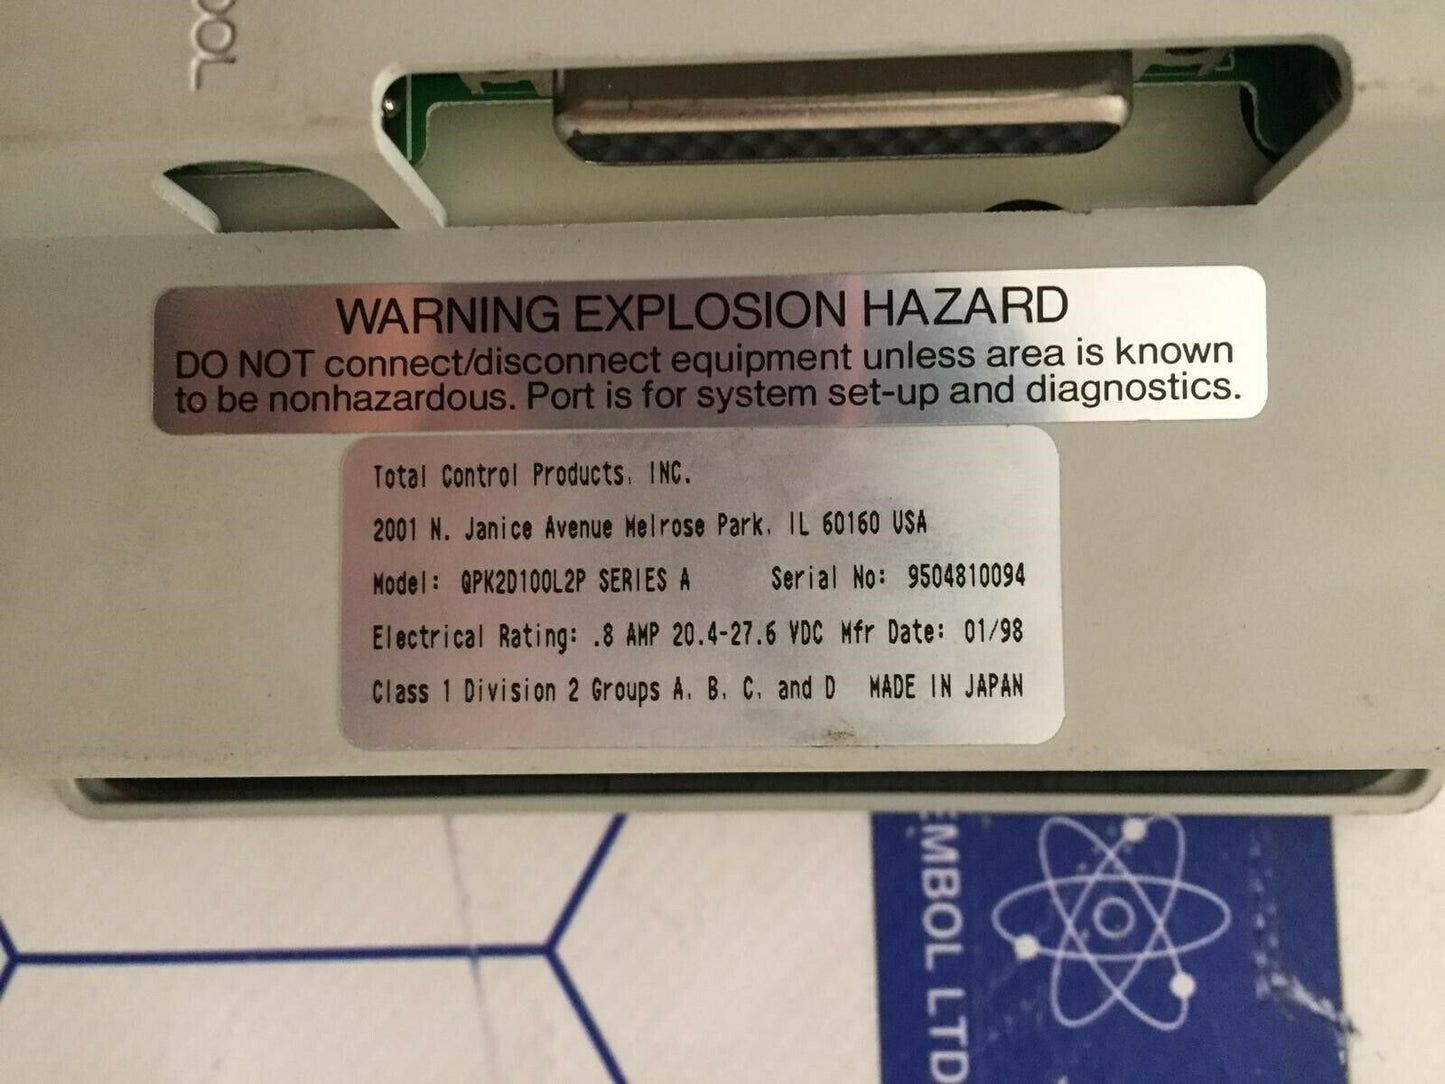 OOL
WARNING EXPLOSION HAZARD
DO NOT connect/disconnect equipment unless area is known
to be nonhazardous. Port is for system set-up and diagnostics.
Total Control Products, INC.
2001 N. Janice Avenue Melrose Park, IL 60160 USA
Model: QPK2D100L2P SERIES A Serial No: 9504810094
Electrical Rating: .8 AMP 20.4-27.6 VDC Mfr Date: 01/98
Class 1 Division 2 Groups A, B, C, and D MADE IN JAPAN
EMBOL LTD